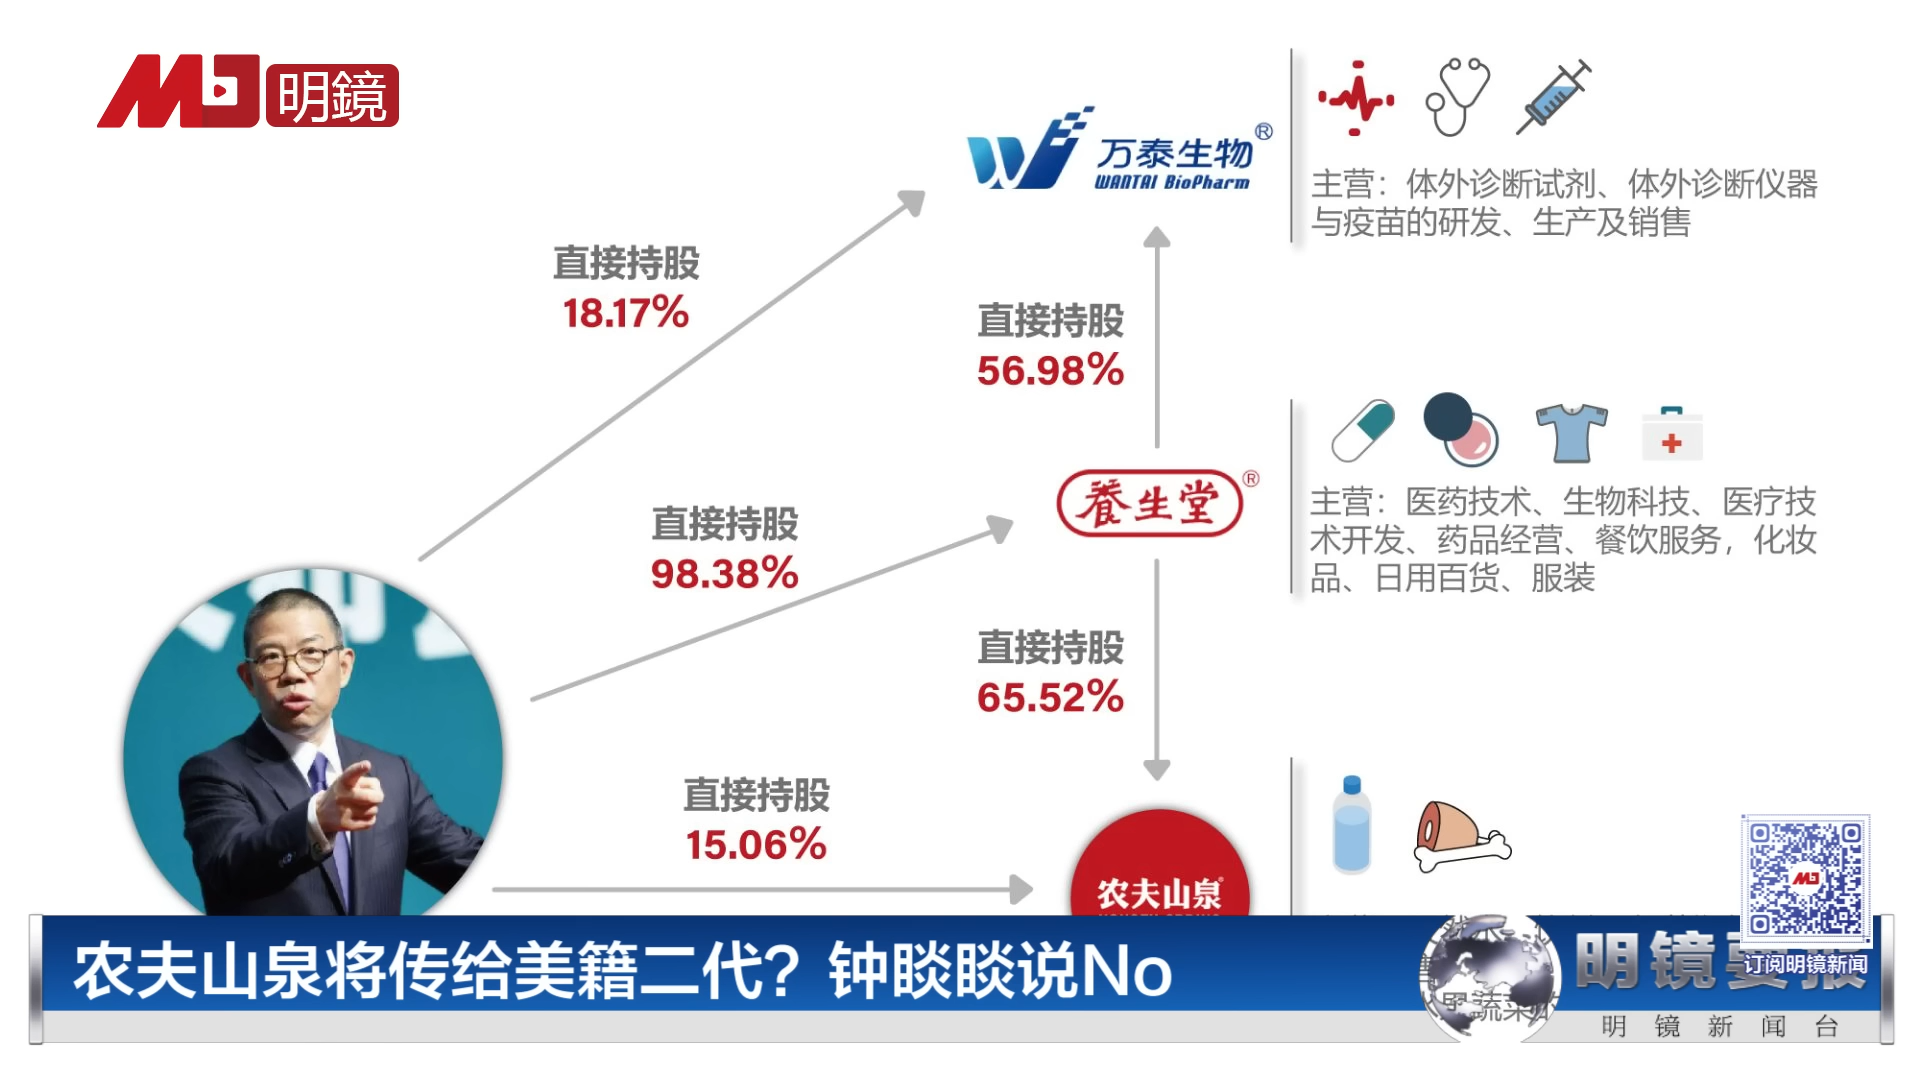 明鏡
万泰生物®
WANTAI BioPharm
主营：体外诊断试剂、体外诊断仪器
与疫苗的研发、生产及销售
直接持股
18.17%
直接持股
56.98%
養生堂®
主营：医药技术、生物科技、医疗技
术开发、药品经营、餐饮服务，化妆
品、日用百货、服装
直接持股
98.38%
直接持股
65.52%
直接持股
15.06%
农夫山泉
农夫山泉将传给美籍二代？钟睒睒说No
明镜要报
订阅明镜新闻
明镜新闻台